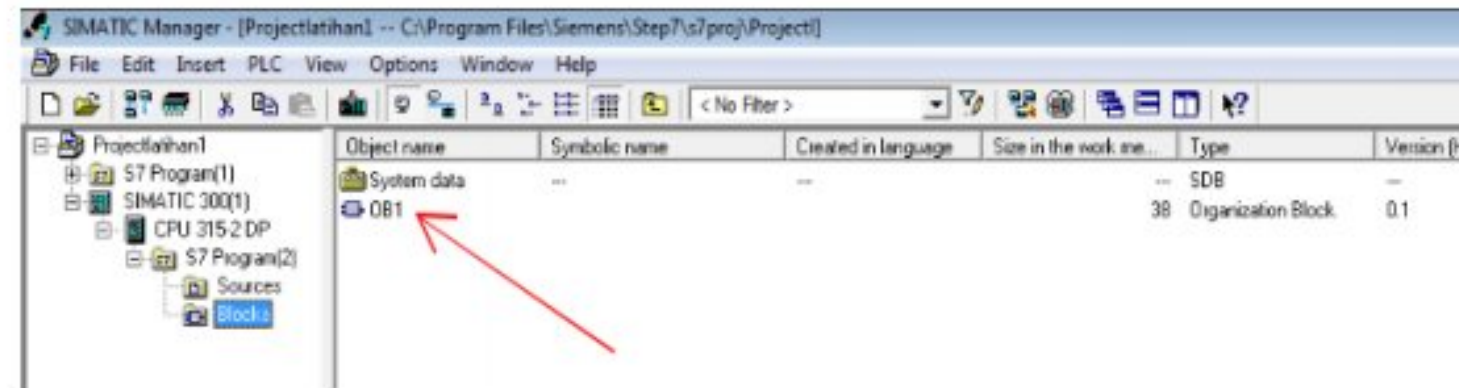 SIMATIC Manager - [Projectlatihan1 -- C:\Program Files\Siemens\Step7\s7proj\Projectl]
File Edit Insert PLC View Options Window Help
< No Filter >
Projectlatihan1
S7 Program(1)
SIMATIC 300(1)
CPU 315-2 DP
S7 Program(2)
Sources
Blocks
Object name Symbolic name Created in language Size in the work me... Type Version (H
System data --- --- --- SDB ---
OB1 38 Organization Block 0.1